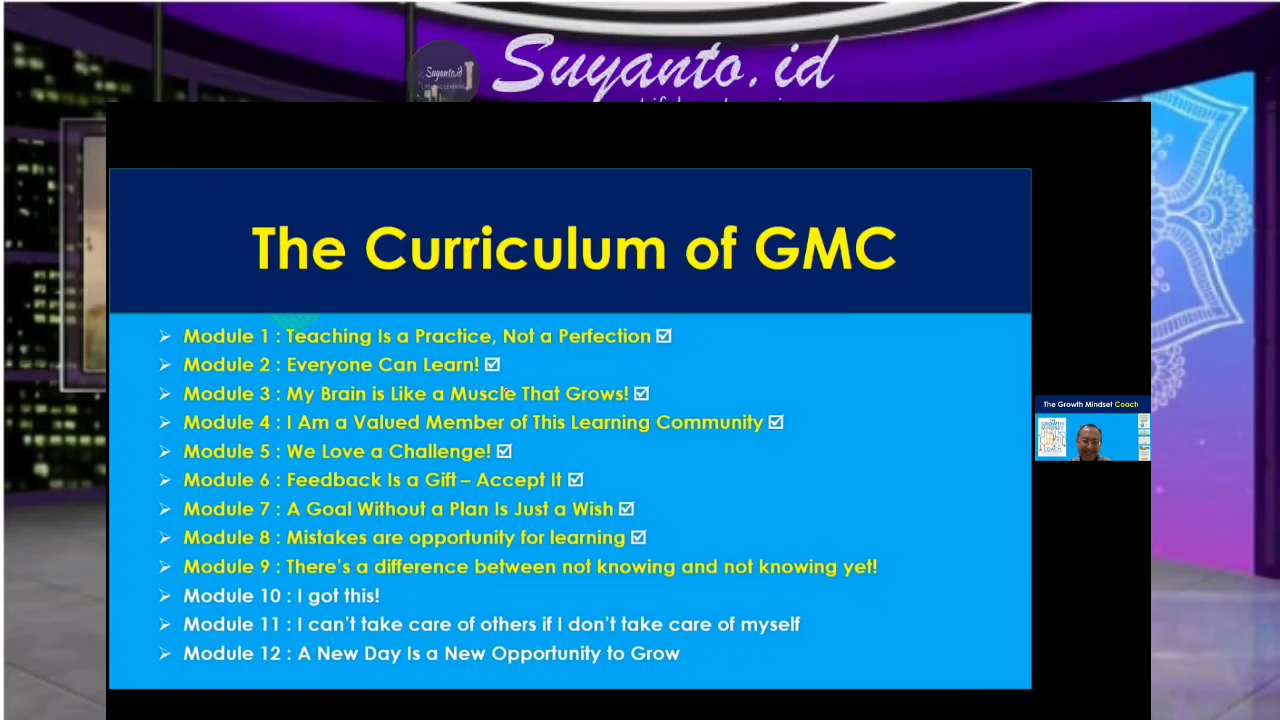 Suyanto.id
Suyanto.id
The Curriculum of GMC
➢ Module 1 : Teaching Is a Practice, Not a Perfection ☑
➢ Module 2 : Everyone Can Learn! ☑
➢ Module 3 : My Brain is Like a Muscle That Grows! ☑
➢ Module 4 : I Am a Valued Member of This Learning Community ☑
➢ Module 5 : We Love a Challenge! ☑
➢ Module 6 : Feedback Is a Gift – Accept It ☑
➢ Module 7 : A Goal Without a Plan Is Just a Wish ☑
➢ Module 8 : Mistakes are opportunity for learning ☑
➢ Module 9 : There's a difference between not knowing and not knowing yet!
➢ Module 10 : I got this!
➢ Module 11 : I can't take care of others if I don't take care of myself
➢ Module 12 : A New Day Is a New Opportunity to Grow
The Growth Mindset Coach
GROWTH
MINDSET
COACH